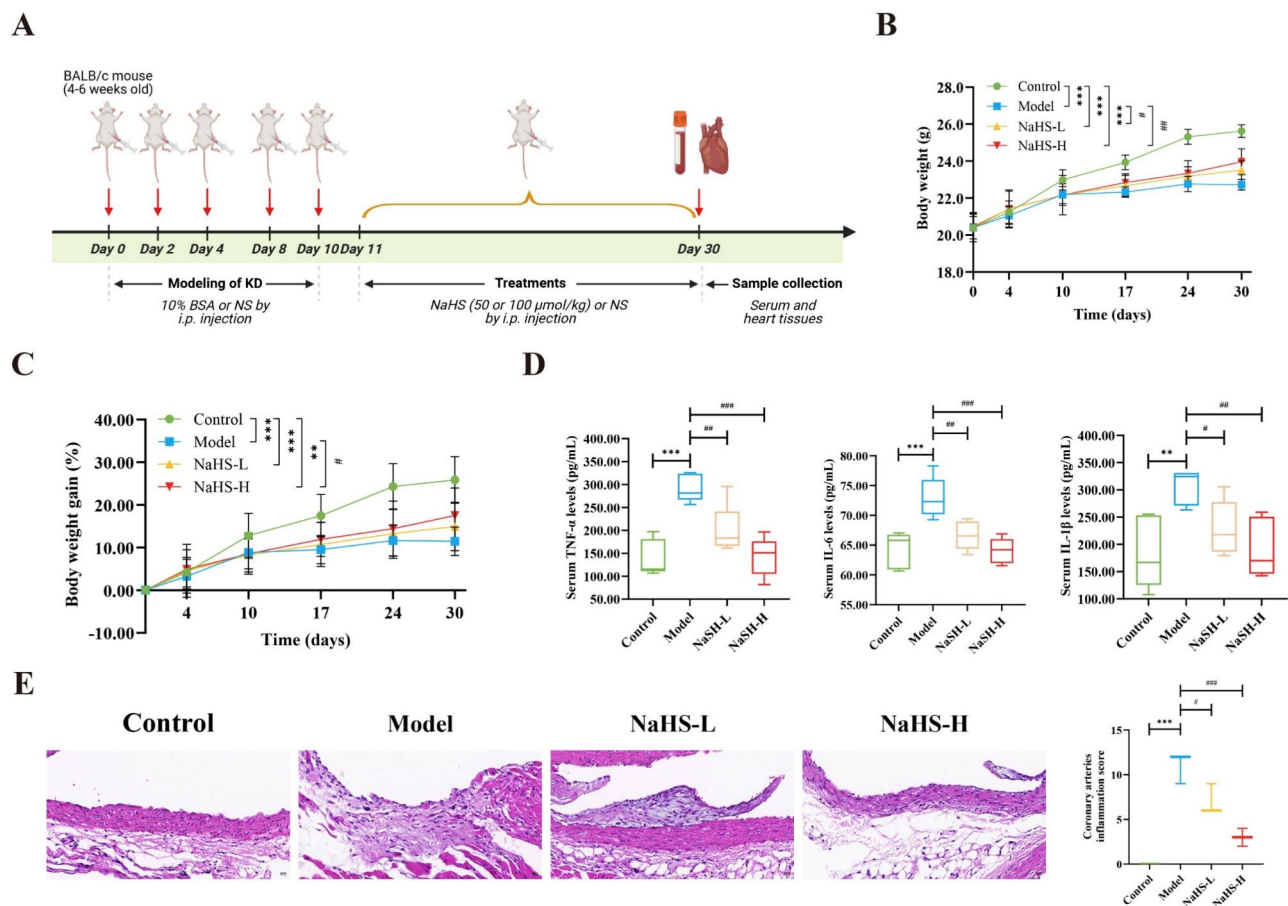 A
BALB/c mouse
(4-6 weeks old)
Day 0
Day 2
Day 4
Day 8
Day 10
Day 11
Day 30
Modeling of KD
Treatments
Sample collection
10% BSA or NS by
i.p. injection
NaHS (50 or 100 μmol/kg) or NS
by i.p. injection
Serum and
heart tissues
B
Body weight (g)
28.0
26.0
24.0
22.0
20.0
18.0
0
4
10
17
24
30
Time (days)
Control
Model
NaHS-L
NaHS-H
***
***
***
#
##
C
Body weight gain (%)
40.00
30.00
20.00
10.00
0.00
-10.00
4
10
17
24
30
Time (days)
Control
Model
NaHS-L
NaHS-H
***
***
**
#
D
Serum TNF-α levels (pg/mL)
400.00
350.00
300.00
250.00
200.00
150.00
100.00
50.00
***
##
###
Control
Model
NaSH-L
NaSH-H
Serum IL-6 levels (pg/mL)
80.00
75.00
70.00
65.00
60.00
55.00
***
##
###
Control
Model
NaSH-L
NaSH-H
Serum IL-1β levels (pg/mL)
400.00
350.00
300.00
250.00
200.00
150.00
100.00
**
#
##
Control
Model
NaSH-L
NaSH-H
E
Control
Model
NaHS-L
NaHS-H
Coronary arteries
inflammation score
15
10
5
0
***
#
###
Control
Model
NaHS-L
NaHS-H